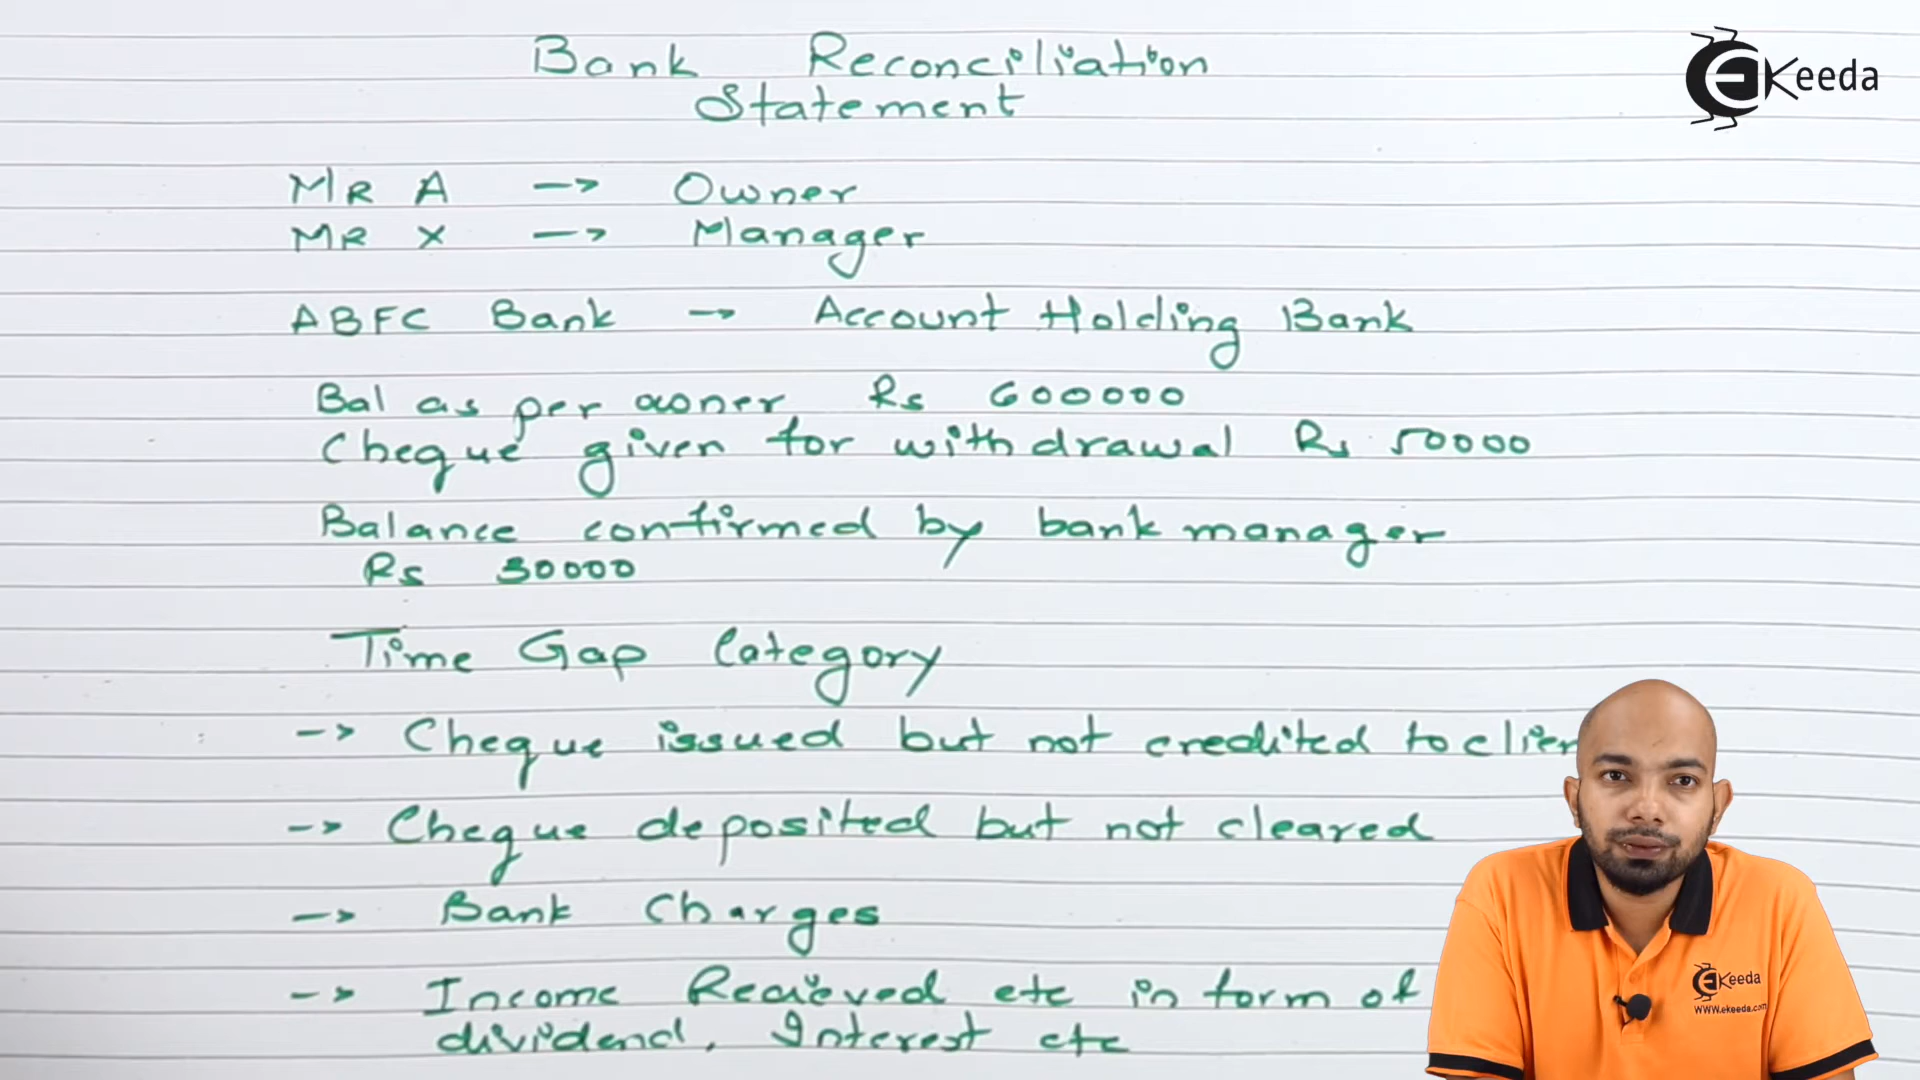 Bank Reconciliation
Statement
EKeeda
MR A -> Owner
MR X -> Manager
ABFC Bank -> Account Holding Bank
Bal as per owner Rs 600000
Cheque given for withdrawal Rs 50000
Balance confirmed by bank manager
Rs 30000
Time Gap Category
-> Cheque issued but not credited to clien
-> Cheque deposited but not cleared
-> Bank Charges
-> Income Recieved etc in form of
dividend, Interest etc
EKeeda
www.ekeeda.com